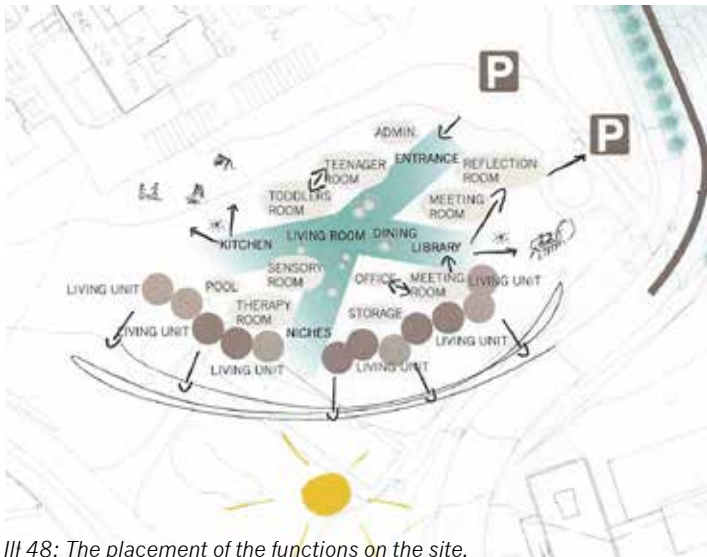 P
P
ADMIN.
ENTRANCE
TEENAGER
ROOM
REFLECTION
ROOM
TODDLERS
ROOM
MEETING
ROOM
KITCHEN
LIVING ROOM
DINING
LIBRARY
SENSORY
ROOM
OFFICE
MEETING
ROOM
LIVING UNIT
LIVING UNIT
POOL
THERAPY
ROOM
STORAGE
LIVING UNIT
NICHES
LIVING UNIT
LIVING UNIT
LIVING UNIT
Ill 48: The placement of the functions on the site.